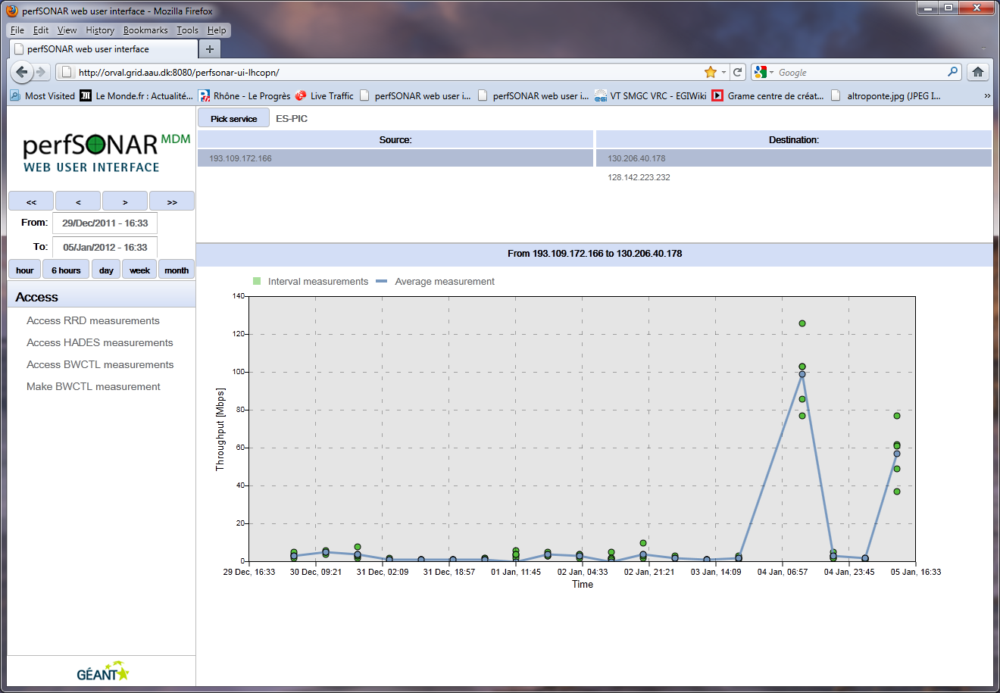 perfSONAR web user interface - Mozilla Firefox
File Edit View History Bookmarks Tools Help
perfSONAR web user interface +
http://orval.grid.aau.dk:8080/perfsonar-ui-lhcopn/ Google
Most Visited Le Monde.fr : Actualité... Rhône - Le Progrès Live Traffic perfSONAR web user i... perfSONAR web user i... VT SMGC VRC - EGIWiki Grame centre de créat... altroponte.jpg (JPEG I... »
perfSONAR MDM
WEB USER INTERFACE
<< < > >>
From: 29/Dec/2011 - 16:33
To: 05/Jan/2012 - 16:33
hour 6 hours day week month
Access
Access RRD measurements
Access HADES measurements
Access BWCTL measurements
Make BWCTL measurement
GÉANT
Pick service ES-PIC
Source: Destination:
193.109.172.166 130.206.40.178
128.142.223.232
From 193.109.172.166 to 130.206.40.178
Interval measurements Average measurement
140
120
100
80
60
40
20
0
Throughput [Mbps]
29 Dec, 16:33 30 Dec, 09:21 31 Dec, 02:09 31 Dec, 18:57 01 Jan, 11:45 02 Jan, 04:33 02 Jan, 21:21 03 Jan, 14:09 04 Jan, 06:57 04 Jan, 23:45 05 Jan, 16:33
Time